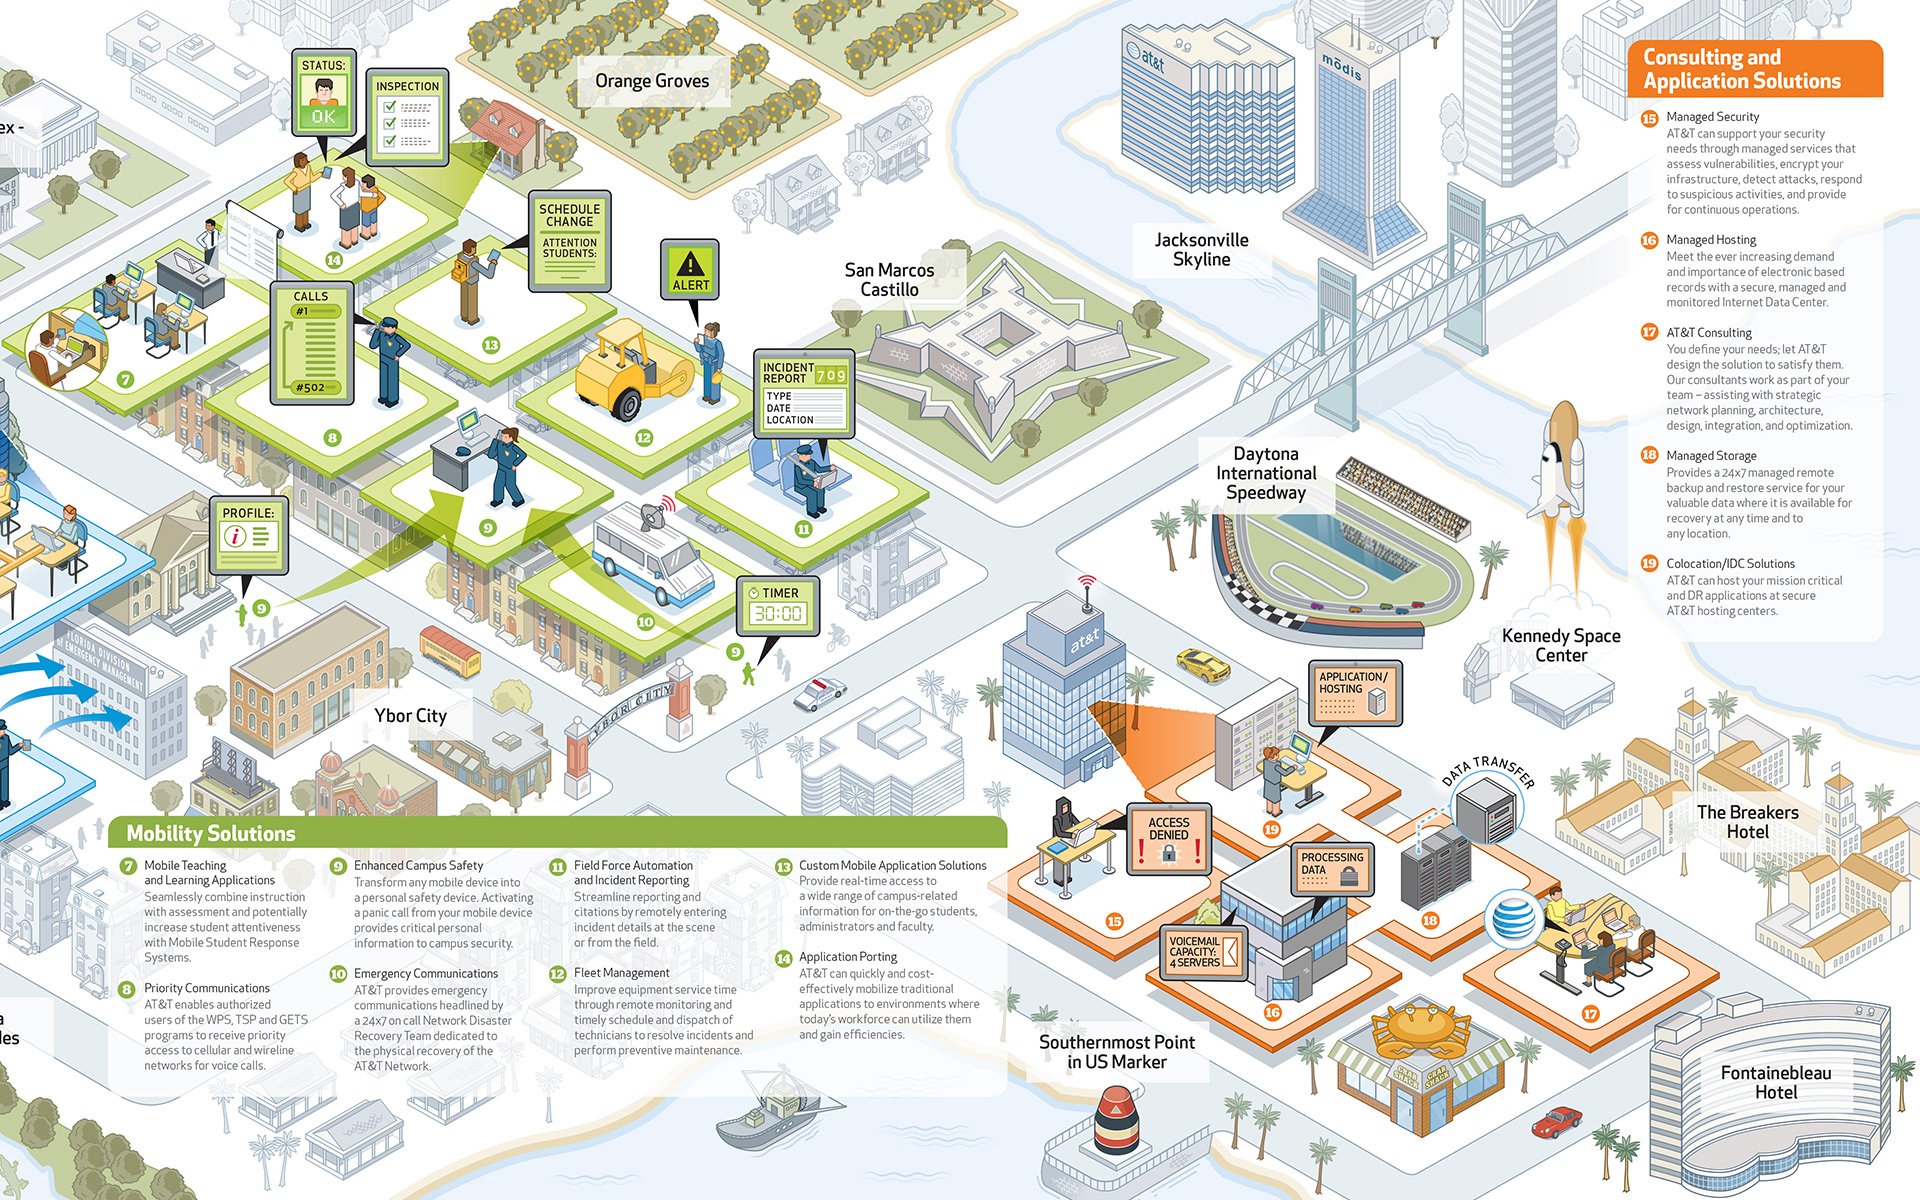 ex -
STATUS:
OK
INSPECTION
Orange Groves
at&t
mōdis
Consulting and
Application Solutions
15 Managed Security
AT&T can support your security
needs through managed services that
assess vulnerabilities, encrypt your
infrastructure, detect attacks, respond
to suspicious activities, and provide
for continuous operations.
16 Managed Hosting
Meet the ever increasing demand
and importance of electronic based
records with a secure, managed and
monitored Internet Data Center.
17 AT&T Consulting
You define your needs; let AT&T
design the solution to satisfy them.
Our consultants work as part of your
team – assisting with strategic
network planning, architecture,
design, integration, and optimization.
18 Managed Storage
Provides a 24x7 managed remote
backup and restore service for your
valuable data where it is available for
recovery at any time and to
any location.
19 Colocation/IDC Solutions
AT&T can host your mission critical
and DR applications at secure
AT&T hosting centers.
14
SCHEDULE
CHANGE
ATTENTION
STUDENTS:
ALERT
San Marcos
Castillo
Jacksonville
Skyline
CALLS
#1
#502
13
7
8
12
INCIDENT
REPORT
709
TYPE
DATE
LOCATION
Daytona
International
Speedway
PROFILE:
i
9
9
11
10
9
TIMER
30:00
FLORIDA DIVISION
of EMERGENCY MANAGEMENT
Ybor City
YBOR CITY
at&t
Kennedy Space
Center
APPLICATION/
HOSTING
DATA TRANSFER
The Breakers
Hotel
ACCESS
DENIED
! !
19
PROCESSING
DATA
15
18
VOICEMAIL
CAPACITY:
4 SERVERS
16
17
CRAB
SHACK
CRAB
SHACK
Southernmost Point
in US Marker
Fontainebleau
Hotel
Mobility Solutions
7 Mobile Teaching
and Learning Applications
Seamlessly combine instruction
with assessment and potentially
increase student attentiveness
with Mobile Student Response
Systems.
8 Priority Communications
AT&T enables authorized
users of the WPS, TSP and GETS
programs to receive priority
access to cellular and wireline
networks for voice calls.
9 Enhanced Campus Safety
Transform any mobile device into
a personal safety device. Activating
a panic call from your mobile device
provides critical personal
information to campus security.
10 Emergency Communications
AT&T provides emergency
communications headlined by
a 24x7 on call Network Disaster
Recovery Team dedicated to
the physical recovery of the
AT&T Network.
11 Field Force Automation
and Incident Reporting
Streamline reporting and
citations by remotely entering
incident details at the scene
or from the field.
12 Fleet Management
Improve equipment service time
through remote monitoring and
timely schedule and dispatch of
technicians to resolve incidents and
perform preventive maintenance.
13 Custom Mobile Application Solutions
Provide real-time access to
a wide range of campus-related
information for on-the-go students,
administrators and faculty.
14 Application Porting
AT&T can quickly and cost-
effectively mobilize traditional
applications to environments where
today's workforce can utilize them
and gain efficiencies.
a
des